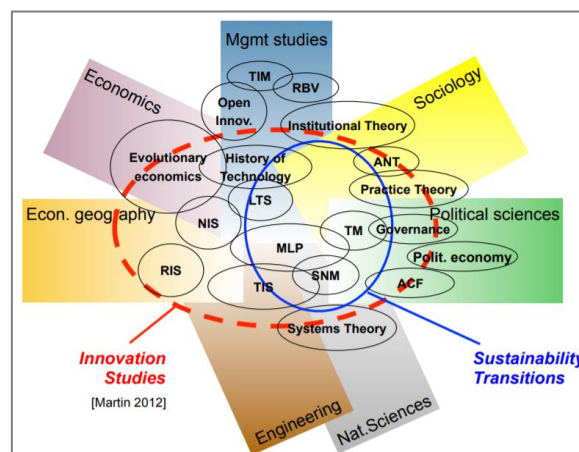 Mgmt studies
Economics
Sociology
TIM
RBV
Open
Innov.
Institutional Theory
Evolutionary
economics
History of
Technology
ANT
Practice Theory
LTS
Econ. geography
Political sciences
NIS
TM
Governance
MLP
Polit. economy
RIS
SNM
TIS
ACF
Systems Theory
Innovation
Studies
[Martin 2012]
Sustainability
Transitions
Engineering
Nat.Sciences